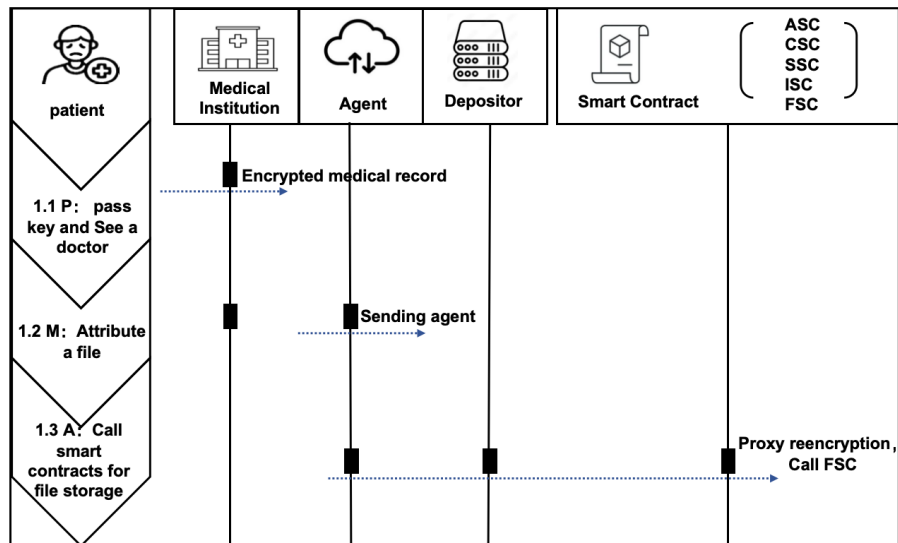 patient
Medical
Institution
Agent
Depositor
Smart Contract
ASC
CSC
SSC
ISC
FSC
1.1 P： pass
key and See a
doctor
Encrypted medical record
1.2 M：Attribute
a file
Sending agent
1.3 A：Call
smart
contracts for
file storage
Proxy reencryption，
Call FSC